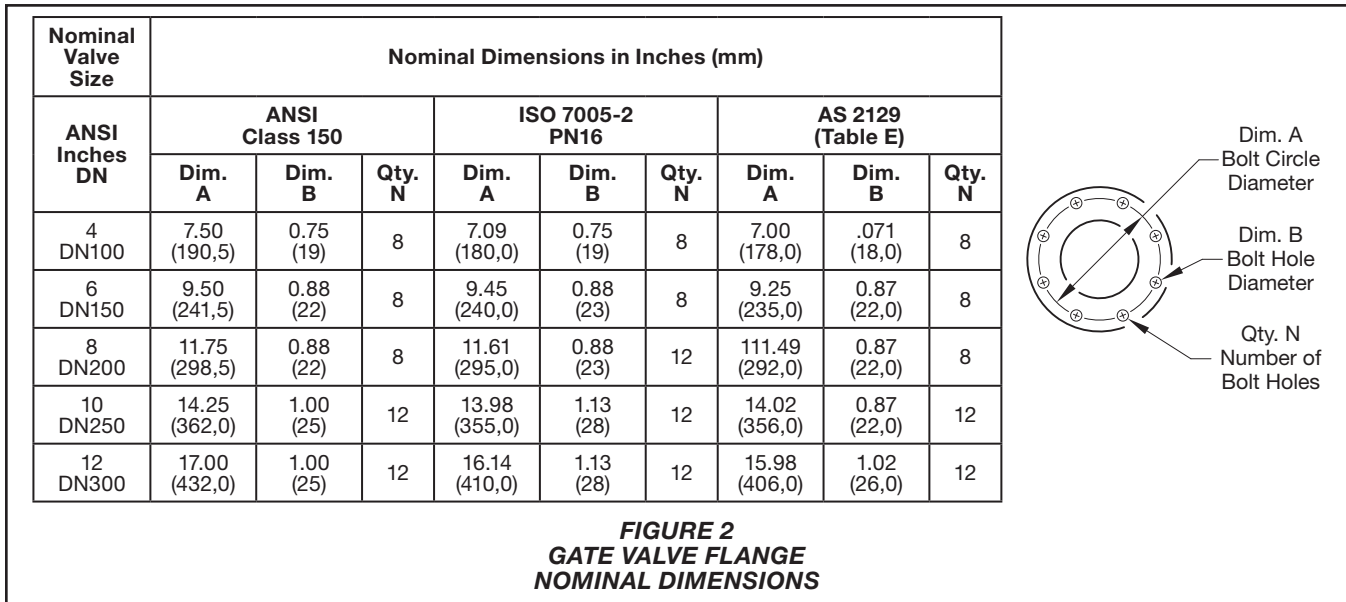 Nominal
Valve
Size
Nominal Dimensions in Inches (mm)
ANSI
Inches
DN
ANSI
Class 150
ISO 7005-2
PN16
AS 2129
(Table E)
Dim.
A
Dim.
B
Qty.
N
Dim.
A
Dim.
B
Qty.
N
Dim.
A
Dim.
B
Qty.
N
4
DN100
7.50
(190,5)
0.75
(19)
8
7.09
(180,0)
0.75
(19)
8
7.00
(178,0)
.071
(18,0)
8
6
DN150
9.50
(241,5)
0.88
(22)
8
9.45
(240,0)
0.88
(23)
8
9.25
(235,0)
0.87
(22,0)
8
8
DN200
11.75
(298,5)
0.88
(22)
8
11.61
(295,0)
0.88
(23)
12
111.49
(292,0)
0.87
(22,0)
8
10
DN250
14.25
(362,0)
1.00
(25)
12
13.98
(355,0)
1.13
(28)
12
14.02
(356,0)
0.87
(22,0)
12
12
DN300
17.00
(432,0)
1.00
(25)
12
16.14
(410,0)
1.13
(28)
12
15.98
(406,0)
1.02
(26,0)
12
Dim. A
Bolt Circle
Diameter
Dim. B
Bolt Hole
Diameter
Qty. N
Number of
Bolt Holes
FIGURE 2
GATE VALVE FLANGE
NOMINAL DIMENSIONS